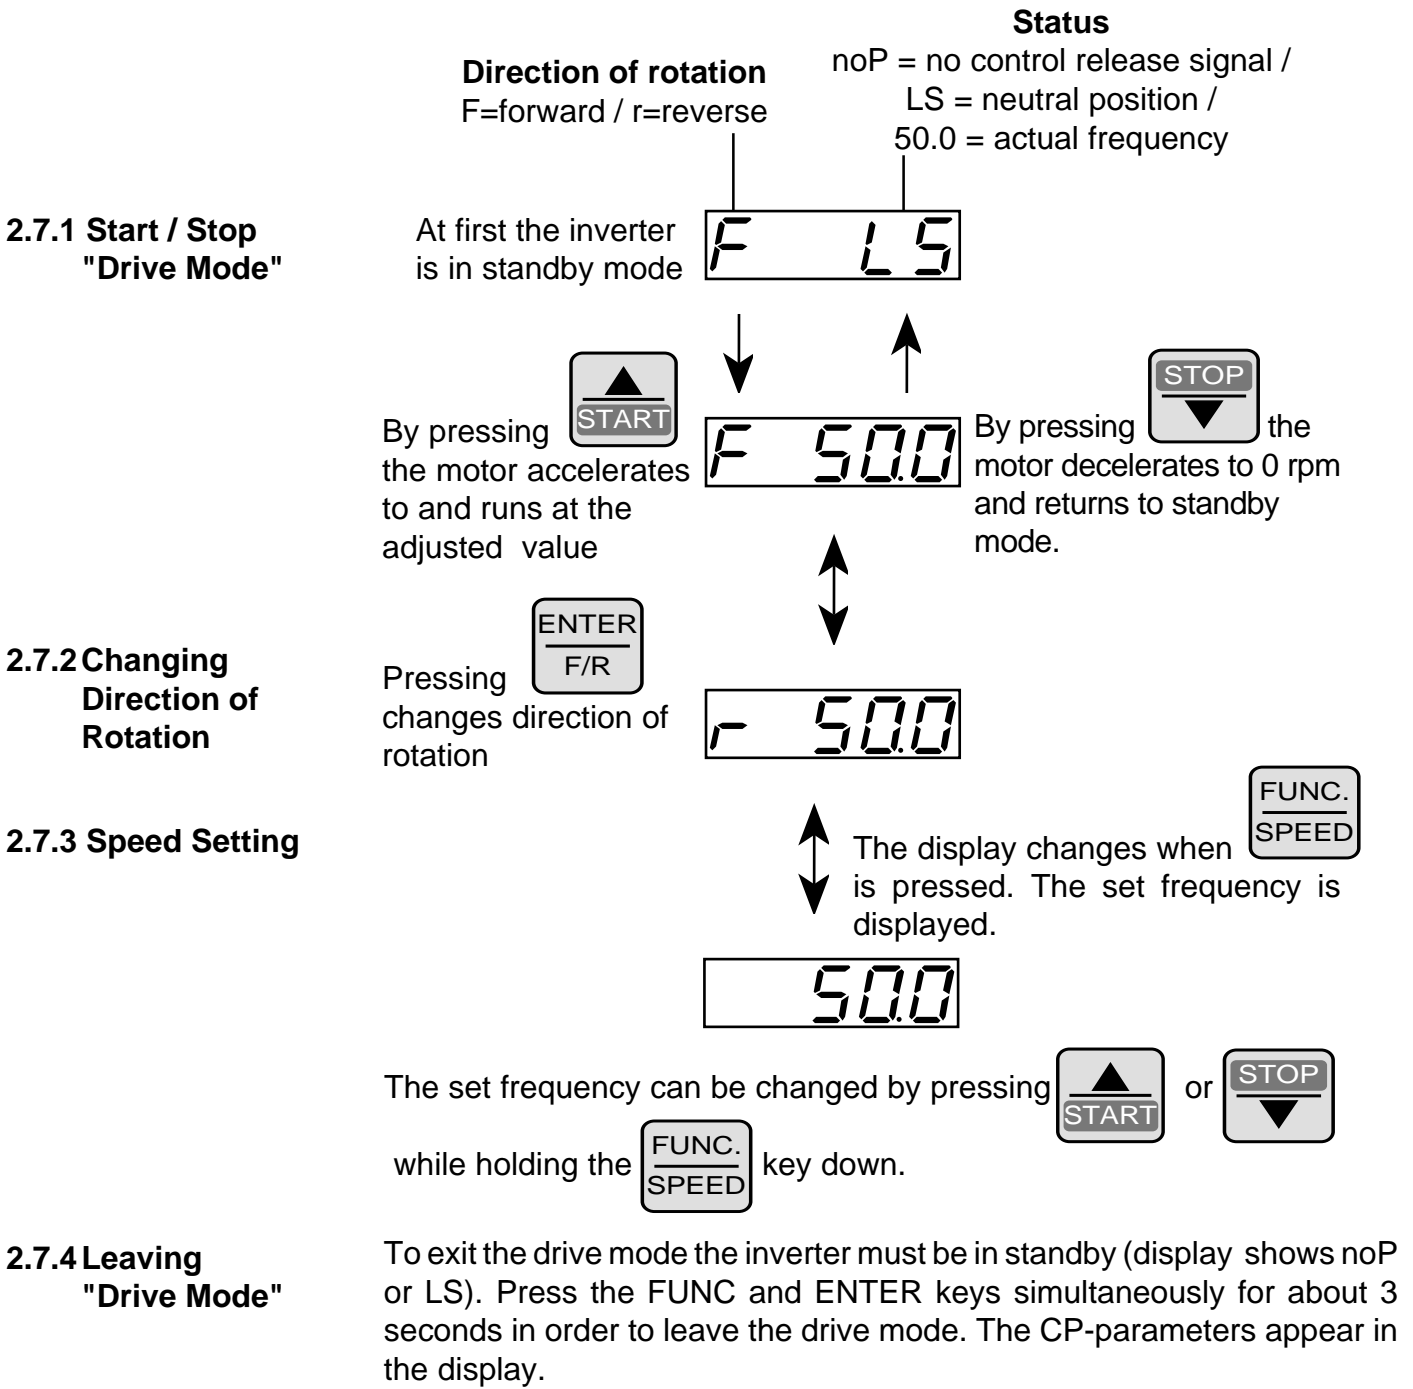 Status
noP = no control release signal /
LS = neutral position /
50.0 = actual frequency
Direction of rotation
F=forward / r=reverse
2.7.1 Start / Stop
"Drive Mode"
At first the inverter
is in standby mode
F LS
START
By pressing
the motor accelerates
to and runs at the
adjusted value
F 50.0
STOP
By pressing the
motor decelerates to 0 rpm
and returns to standby
mode.
2.7.2 Changing
Direction of
Rotation
ENTER
F/R
Pressing
changes direction of
rotation
r 50.0
2.7.3 Speed Setting
FUNC.
SPEED
The display changes when
is pressed. The set frequency is
displayed.
50.0
The set frequency can be changed by pressing START or STOP
while holding the FUNC. SPEED key down.
2.7.4 Leaving
"Drive Mode"
To exit the drive mode the inverter must be in standby (display shows noP
or LS). Press the FUNC and ENTER keys simultaneously for about 3
seconds in order to leave the drive mode. The CP-parameters appear in
the display.